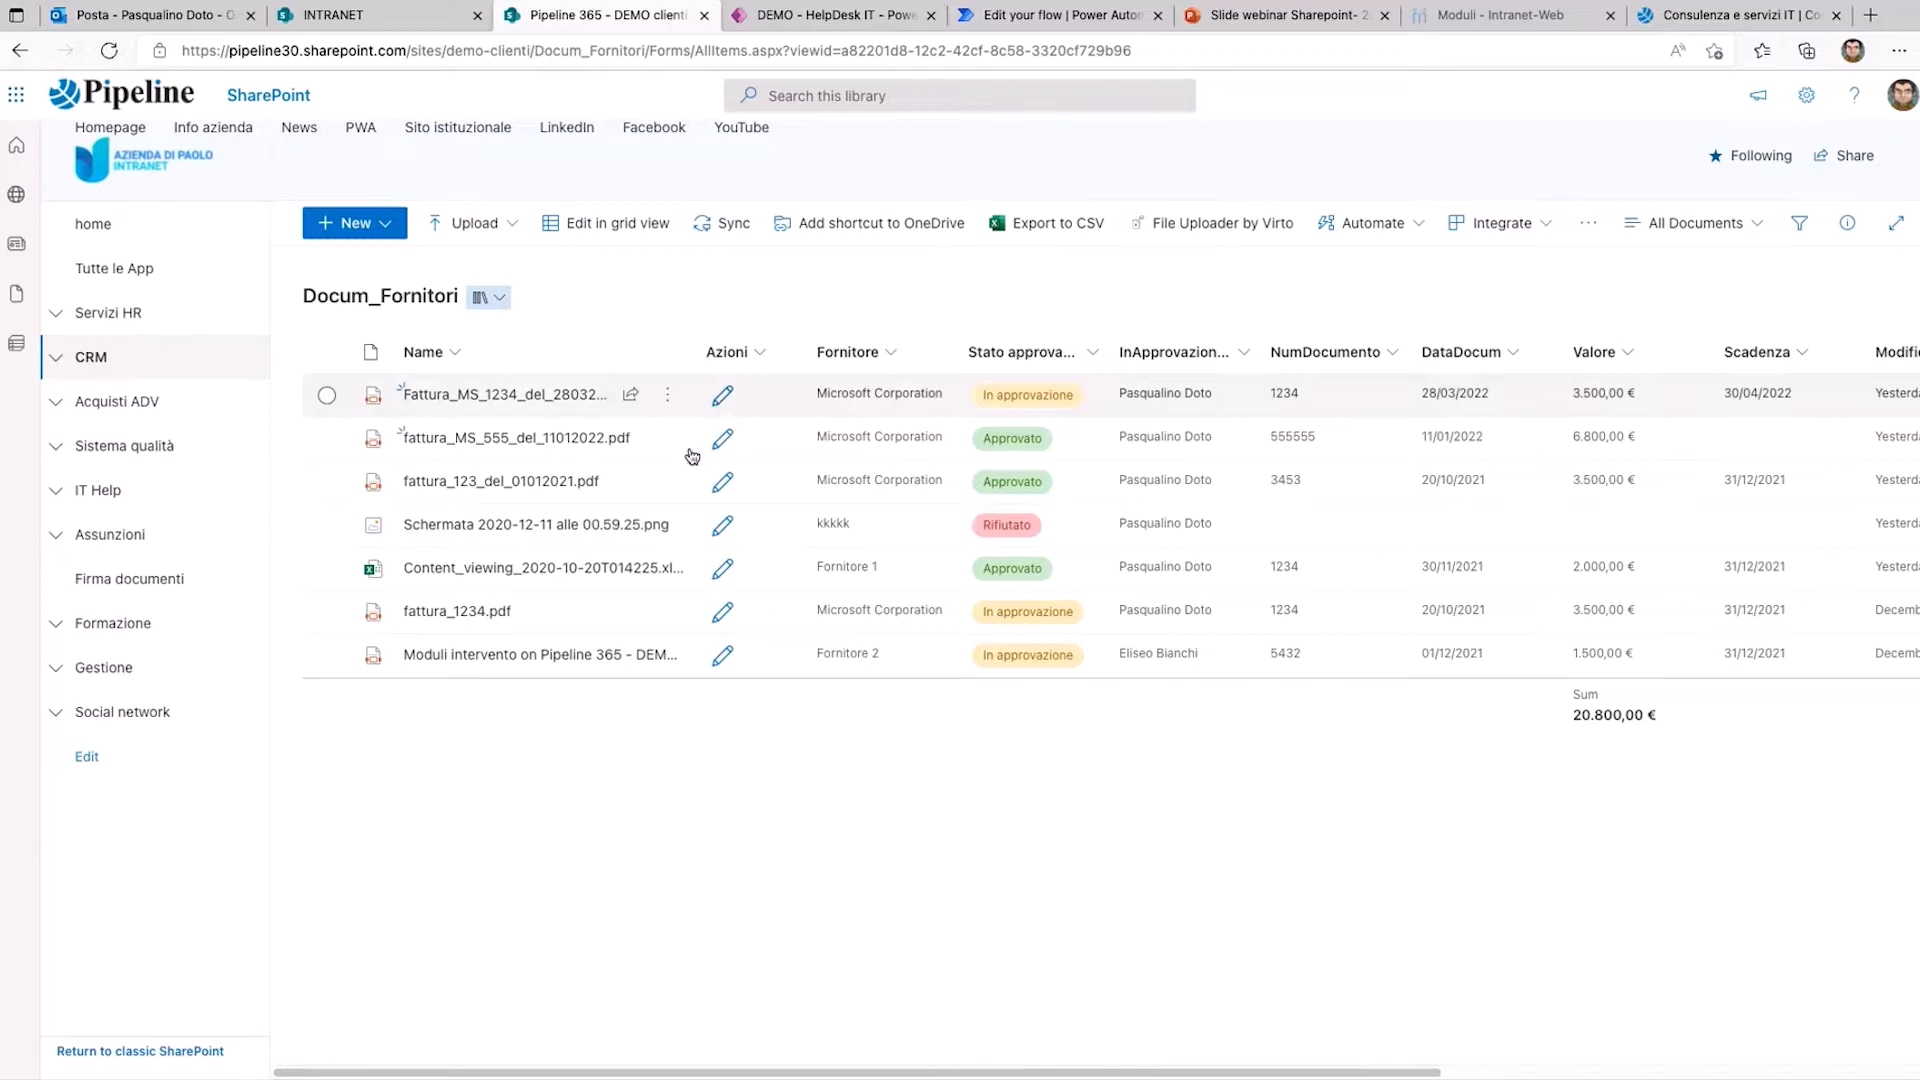 Posta - Pasqualino Doto - O
INTRANET
Pipeline 365 - DEMO clienti
DEMO - HelpDesk IT - Powe
Edit your flow | Power Autom
Slide webinar Sharepoint- 2
Moduli - Intranet-Web
Consulenza e servizi IT | Co
https://pipeline30.sharepoint.com/sites/demo-clienti/Docum_Fornitori/Forms/AllItems.aspx?viewid=a82201d8-12c2-42cf-8c58-3320cf729b96
Pipeline SharePoint Search this library
Homepage Info azienda News PWA Sito istituzionale LinkedIn Facebook YouTube
AZIENDA DI PAOLO
INTRANET
Following Share
New Upload Edit in grid view Sync Add shortcut to OneDrive Export to CSV File Uploader by Virto Automate Integrate ... All Documents
home
Tutte le App
Servizi HR
CRM
Acquisti ADV
Sistema qualità
IT Help
Assunzioni
Firma documenti
Formazione
Gestione
Social network
Edit
Return to classic SharePoint
Docum_Fornitori
Name Azioni Fornitore Stato approva... InApprovazion... NumDocumento DataDocum Valore Scadenza Modifi
Fattura_MS_1234_del_28032... Microsoft Corporation In approvazione Pasqualino Doto 1234 28/03/2022 3.500,00 € 30/04/2022 Yesterd
fattura_MS_555_del_11012022.pdf Microsoft Corporation Approvato Pasqualino Doto 555555 11/01/2022 6.800,00 € Yesterd
fattura_123_del_01012021.pdf Microsoft Corporation Approvato Pasqualino Doto 3453 20/10/2021 3.500,00 € 31/12/2021 Yesterd
Schermata 2020-12-11 alle 00.59.25.png kkkkk Rifiutato Pasqualino Doto Yesterd
Content_viewing_2020-10-20T014225.xl... Fornitore 1 Approvato Pasqualino Doto 1234 30/11/2021 2.000,00 € 31/12/2021 Yesterd
fattura_1234.pdf Microsoft Corporation In approvazione Pasqualino Doto 1234 20/10/2021 3.500,00 € 31/12/2021 Decemb
Moduli intervento on Pipeline 365 - DEM... Fornitore 2 In approvazione Eliseo Bianchi 5432 01/12/2021 1.500,00 € 31/12/2021 Decemb
Sum
20.800,00 €